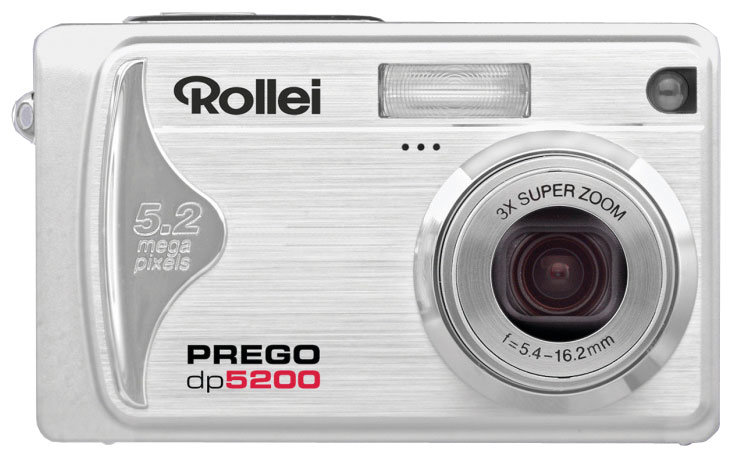 Rollei
5.2
mega
pixels
3X SUPER ZOOM
f=5.4-16.2mm
PREGO
dp5200